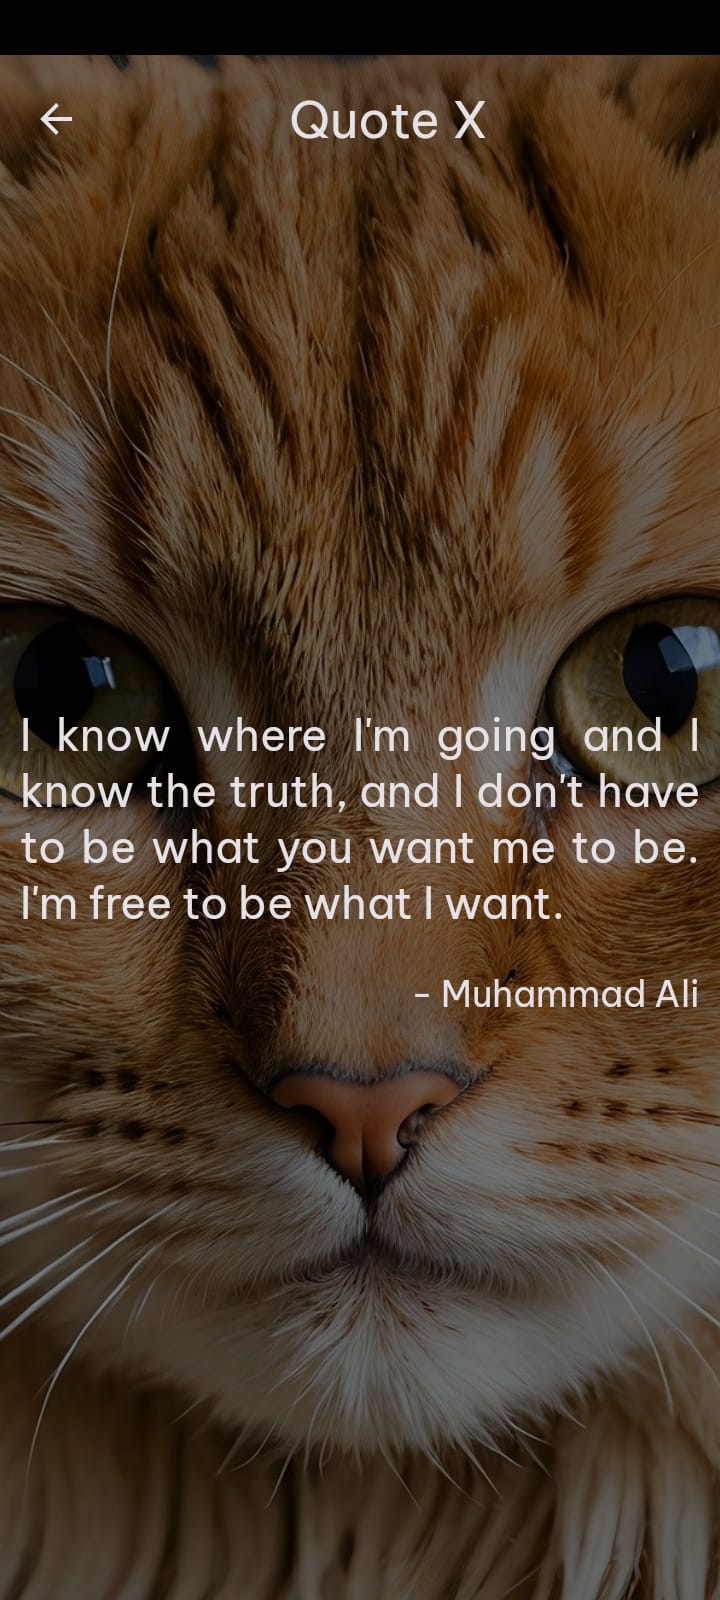 Quote X
I know where I'm going and I
know the truth, and I don't have
to be what you want me to be.
I'm free to be what I want.
- Muhammad Ali